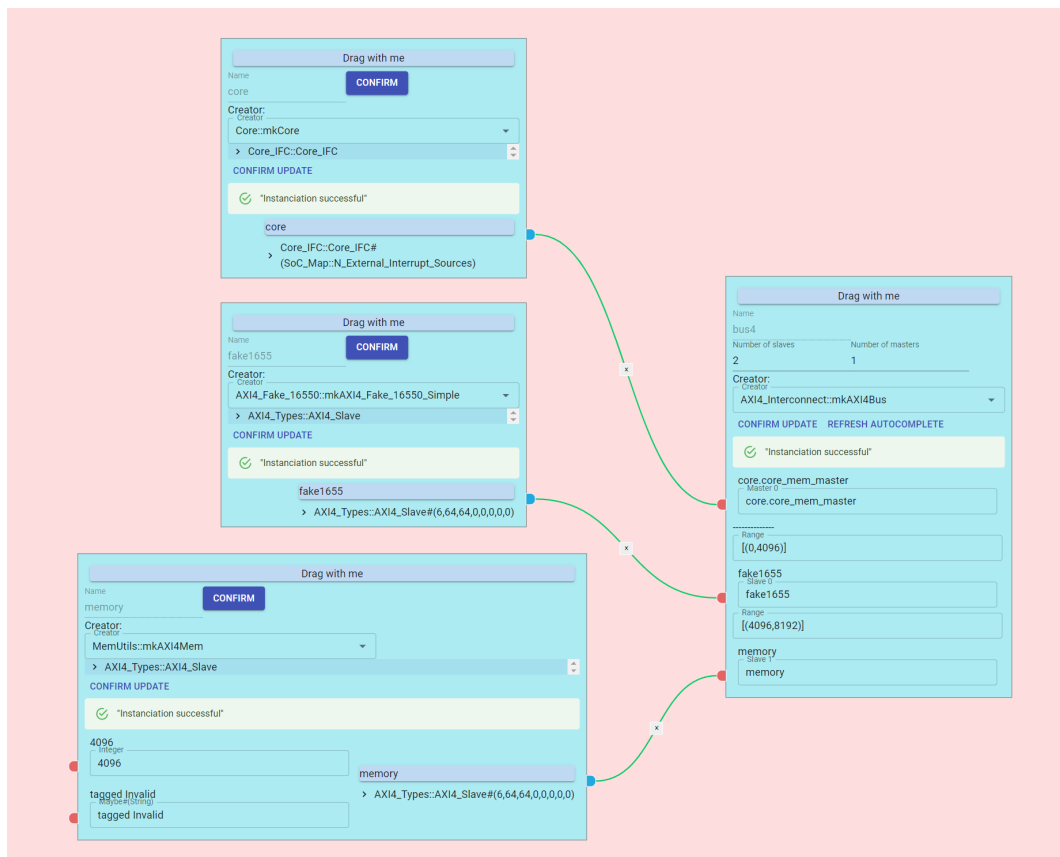 Drag with me
Name
core
CONFIRM
Creator:
Creator
Core::mkCore
Core_IFC::Core_IFC
CONFIRM UPDATE
"Instanciation successful"
core
Core_IFC::Core_IFC#
(SoC_Map::N_External_Interrupt_Sources)
Drag with me
Name
fake1655
CONFIRM
Creator:
Creator
AXI4_Fake_16550::mkAXI4_Fake_16550_Simple
AXI4_Types::AXI4_Slave
CONFIRM UPDATE
"Instanciation successful"
fake1655
AXI4_Types::AXI4_Slave#(6,64,64,0,0,0,0,0)
Drag with me
Name
memory
CONFIRM
Creator:
Creator
MemUtils::mkAXI4Mem
AXI4_Types::AXI4_Slave
CONFIRM UPDATE
"Instanciation successful"
4096
Integer
4096
tagged Invalid
Maybe#(String)
tagged Invalid
memory
AXI4_Types::AXI4_Slave#(6,64,64,0,0,0,0,0)
x
x
x
Drag with me
Name
bus4
Number of slaves Number of masters
2 1
Creator:
Creator
AXI4_Interconnect::mkAXI4Bus
CONFIRM UPDATE REFRESH AUTOCOMPLETE
"Instanciation successful"
core.core_mem_master
Master 0
core.core_mem_master
--------------
Range
[(0,4096)]
fake1655
Slave 0
fake1655
Range
[(4096,8192)]
memory
Slave 1
memory